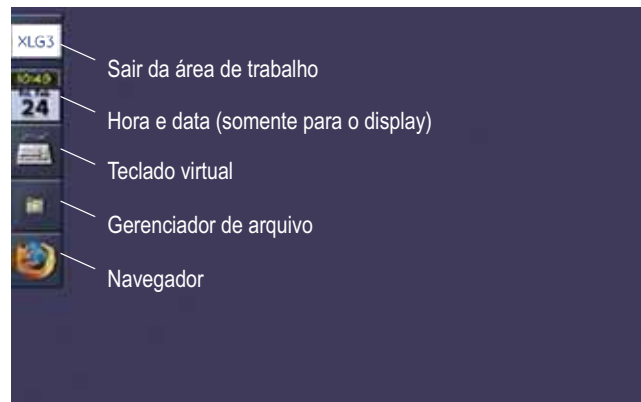 XLG3
Sair da área de trabalho
10:40
24
Hora e data (somente para o display)
Teclado virtual
Gerenciador de arquivo
Navegador